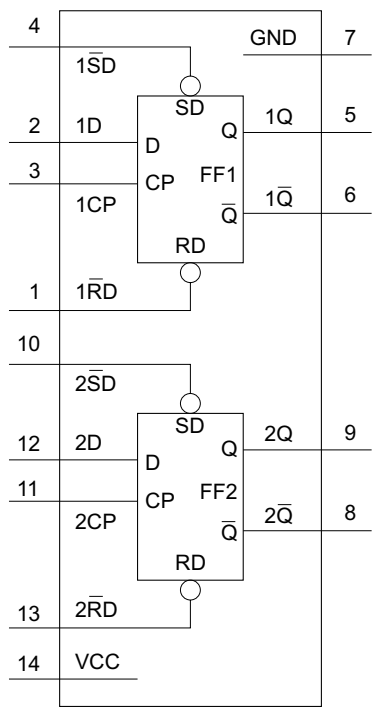 4 GND 7
1S̅D
SD
2 1D Q 1Q 5
D
3 CP FF1
1CP Q̅ 1Q̅ 6
RD
1 1R̅D
10
2S̅D
SD
12 2D Q 2Q 9
D
11 CP FF2
2CP Q̅ 2Q̅ 8
RD
13 2R̅D
14 VCC